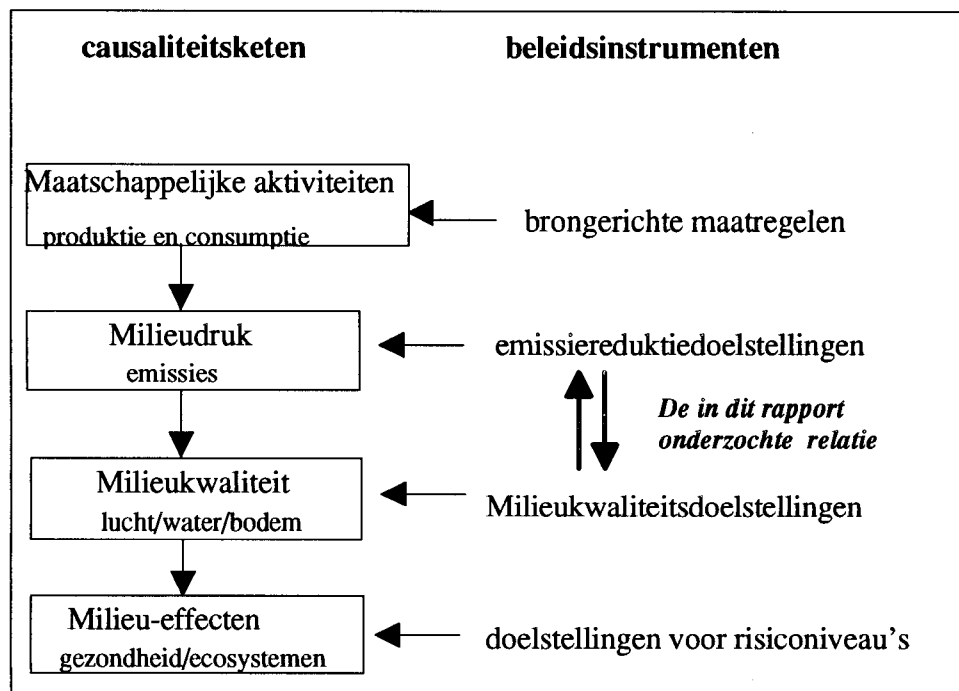 causaliteitsketen beleidsinstrumenten
Maatschappelijke aktiviteiten
produktie en consumptie
brongerichte maatregelen
Milieudruk
emissies
emissiereduktiedoelstellingen
De in dit rapport
onderzochte relatie
Milieukwaliteit
lucht/water/bodem
Milieukwaliteitsdoelstellingen
Milieu-effecten
gezondheid/ecosystemen
doelstellingen voor risiconiveau's